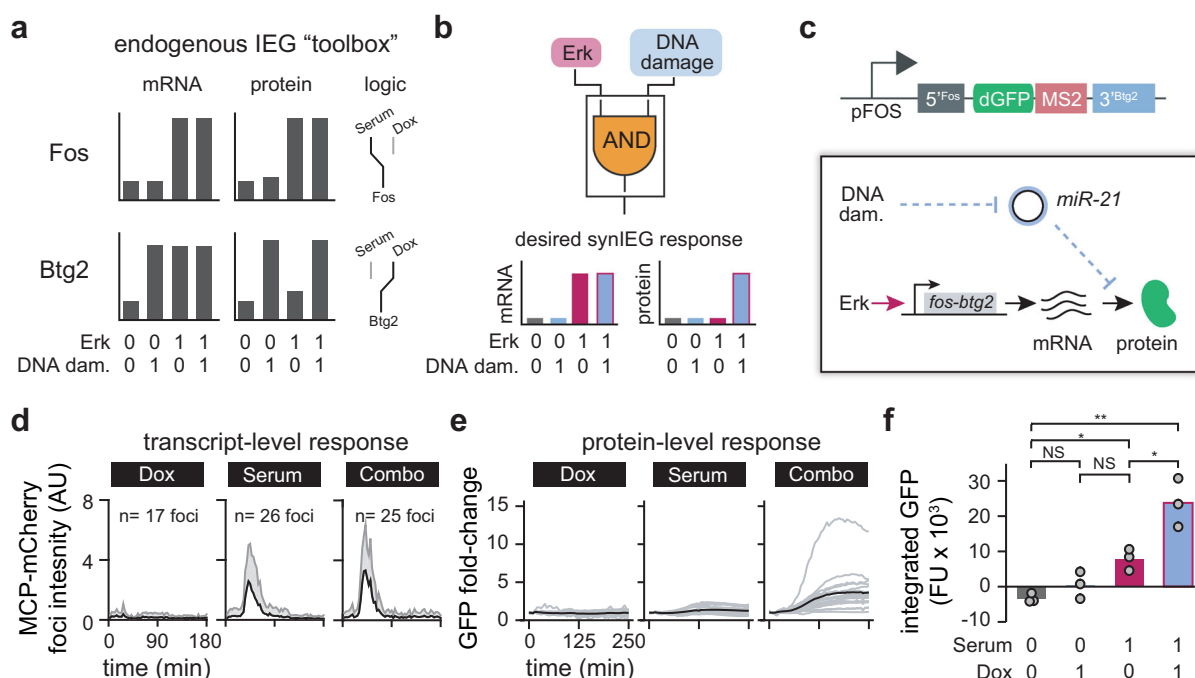 a
endogenous IEG “toolbox”
mRNA protein logic
Fos
Serum
Dox
Fos
Btg2
Serum
Dox
Btg2
Erk 0 0 1 1 0 0 1 1
DNA dam. 0 1 0 1 0 1 0 1
b
Erk
DNA
damage
AND
desired synIEG response
mRNA
protein
Erk 0 0 1 1 0 0 1 1
DNA dam. 0 1 0 1 0 1 0 1
c
pFOS
5’Fos dGFP MS2 3’Btg2
DNA
dam.
miR-21
Erk
fos-btg2
mRNA protein
d
transcript-level response
Dox Serum Combo
MCP-mCherry
foci intesnity (AU)
8
4
0
n= 17 foci n= 26 foci n= 25 foci
0 90 180
time (min)
e
protein-level response
Dox Serum Combo
GFP fold-change
15
10
5
1
0
0 125 250
time (min)
f
**
*
NS
NS
*
integrated GFP
(FU x 10³)
30
20
10
0
-10
Serum 0 0 1 1
Dox 0 1 0 1